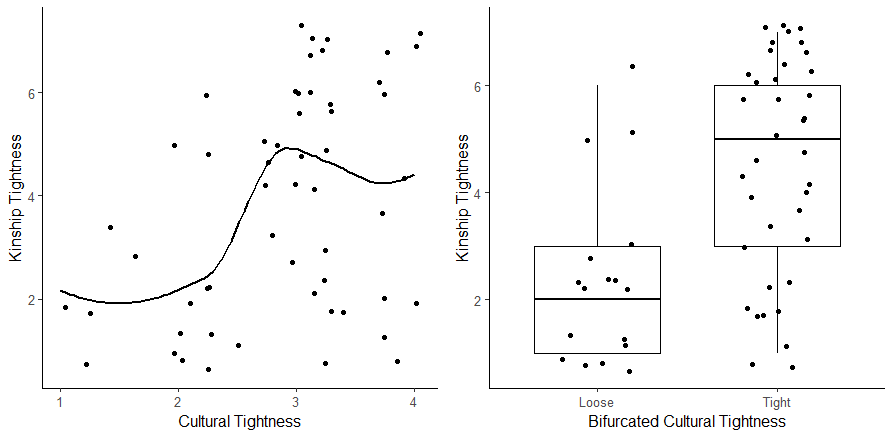 Kinship Tightness
6
4
2
1 2 3 4
Cultural Tightness
Kinship Tightness
6
4
2
Loose Tight
Bifurcated Cultural Tightness